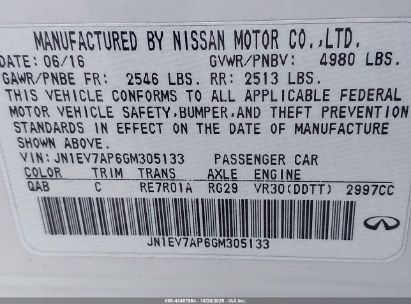 MANUFACTURED BY NISSAN MOTOR CO.,LTD.
DATE: 06/16 GVWR/PNBV: 4980 LBS.
GAWR/PNBE FR: 2546 LBS. RR: 2513 LBS.
THIS VEHICLE CONFORMS TO ALL APPLICABLE FEDERAL
MOTOR VEHICLE SAFETY,BUMPER,AND THEFT PREVENTION
STANDARDS IN EFFECT ON THE DATE OF MANUFACTURE
SHOWN ABOVE.
VIN: JN1EV7AP6GM305133 PASSENGER CAR
COLOR TRIM TRANS AXLE ENGINE
QAB C RE7R01A RG29 VR30(DDTT) 2997CC
JN1EV7AP6GM305133
INFINITI